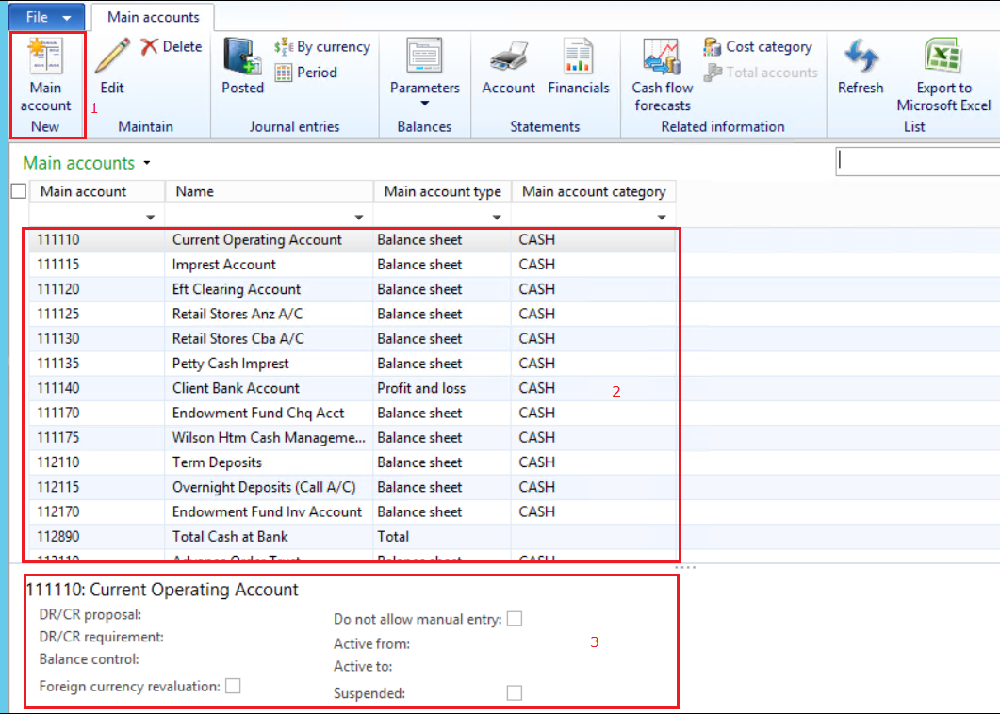 File
Main accounts
Main account
New
1
Edit
Delete
Maintain
Posted
By currency
Period
Journal entries
Parameters
Balances
Account
Financials
Statements
Cash flow forecasts
Cost category
Total accounts
Related information
Refresh
Export to Microsoft Excel
List
Main accounts
Main account Name Main account type Main account category
111110 Current Operating Account Balance sheet CASH
111115 Imprest Account Balance sheet CASH
111120 Eft Clearing Account Balance sheet CASH
111125 Retail Stores Anz A/C Balance sheet CASH
111130 Retail Stores Cba A/C Balance sheet CASH
111135 Petty Cash Imprest Balance sheet CASH
111140 Client Bank Account Profit and loss CASH
2
111170 Endowment Fund Chq Acct Balance sheet CASH
111175 Wilson Htm Cash Manageme... Balance sheet CASH
112110 Term Deposits Balance sheet CASH
112115 Overnight Deposits (Call A/C) Balance sheet CASH
112170 Endowment Fund Inv Account Balance sheet CASH
112890 Total Cash at Bank Total
Advance Order Trust Balance sheet CASH
111110: Current Operating Account
DR/CR proposal:
DR/CR requirement:
Balance control:
Foreign currency revaluation:
Do not allow manual entry:
Active from:
Active to:
Suspended:
3